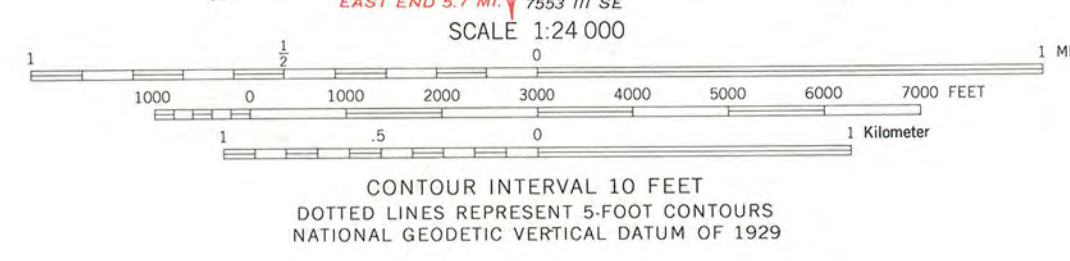 EAST END 5.7 MI. 7553 III SE
SCALE 1:24 000
1 1/2 0 1 MI
1000 0 1000 2000 3000 4000 5000 6000 7000 FEET
1 .5 0 1 Kilometer
CONTOUR INTERVAL 10 FEET
DOTTED LINES REPRESENT 5-FOOT CONTOURS
NATIONAL GEODETIC VERTICAL DATUM OF 1929